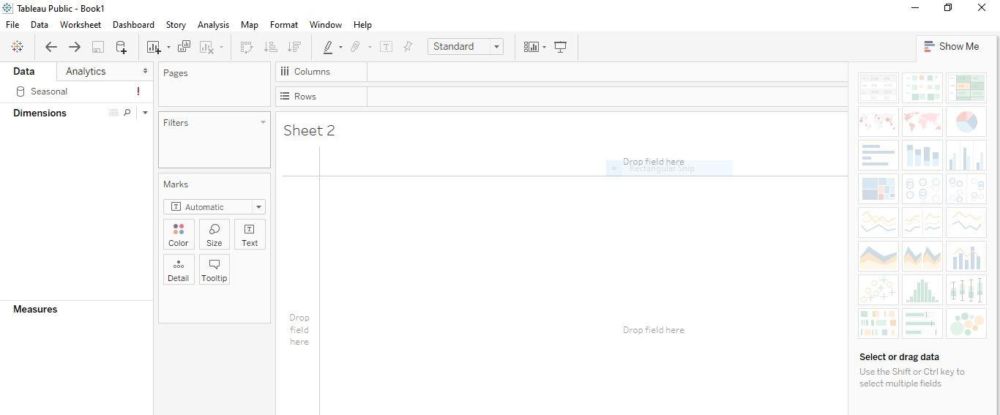 Tableau Public - Book1
File Data Worksheet Dashboard Story Analysis Map Format Window Help
Standard
Show Me
Data Analytics
Seasonal !
Dimensions
Pages
Filters
Marks
Automatic
Color Size Text
Detail Tooltip
Measures
Columns
Rows
Sheet 2
Drop field here
Rectangular Snip
Drop
field
here
Drop field here
Select or drag data
Use the Shift or Ctrl key to
select multiple fields